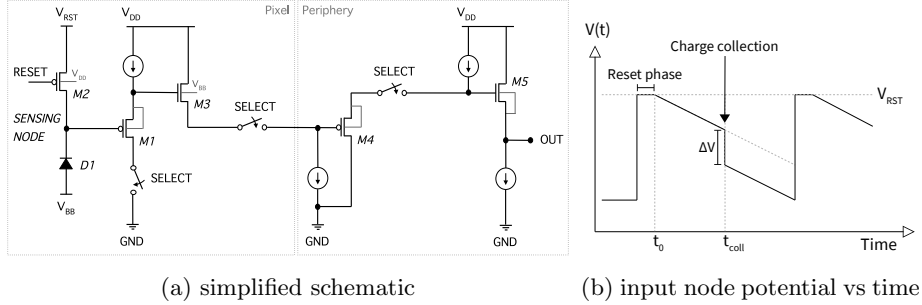 Pixel
Periphery
V_RST
V_DD
V_DD
RESET
V_DD
M2
V_BB
M3
SELECT
SELECT
M5
SENSING
NODE
M1
M4
OUT
D1
SELECT
V_BB
GND
GND
GND
(a) simplified schematic
V(t)
Charge collection
Reset phase
V_RST
ΔV
t_0
t_coll
Time
(b) input node potential vs time